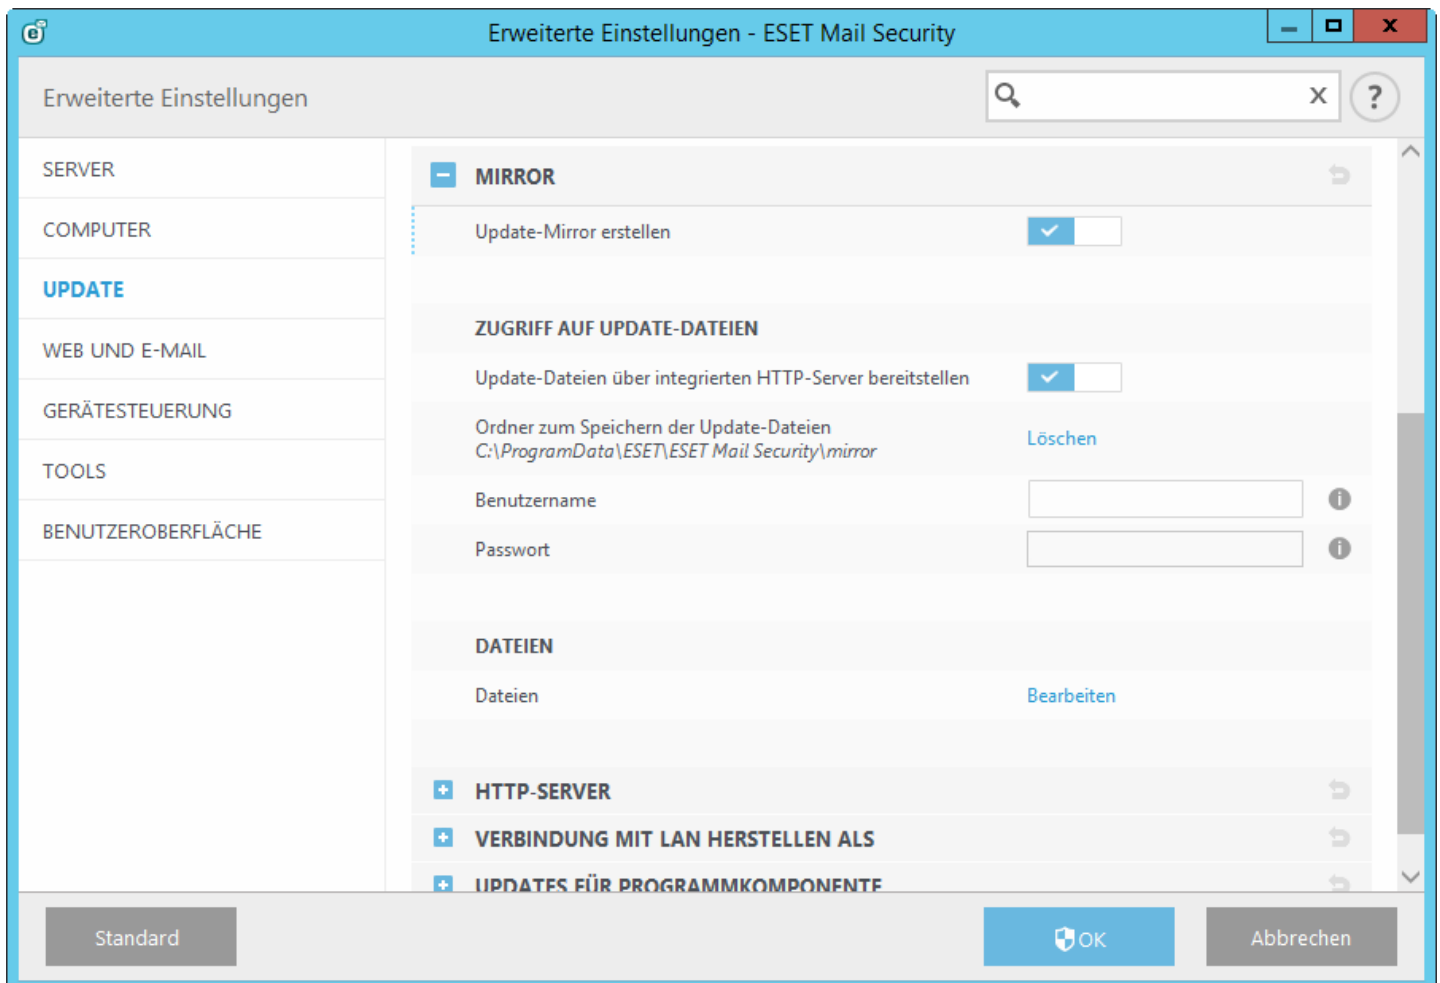 Erweiterte Einstellungen - ESET Mail Security
Erweiterte Einstellungen
SERVER
COMPUTER
UPDATE
WEB UND E-MAIL
GERÄTESTEUERUNG
TOOLS
BENUTZEROBERFLÄCHE
MIRROR
Update-Mirror erstellen
ZUGRIFF AUF UPDATE-DATEIEN
Update-Dateien über integrierten HTTP-Server bereitstellen
Ordner zum Speichern der Update-Dateien
C:\ProgramData\ESET\ESET Mail Security\mirror
Löschen
Benutzername
Passwort
DATEIEN
Dateien Bearbeiten
HTTP-SERVER
VERBINDUNG MIT LAN HERSTELLEN ALS
UPDATES FÜR PROGRAMMKOMPONENTE
Standard OK Abbrechen